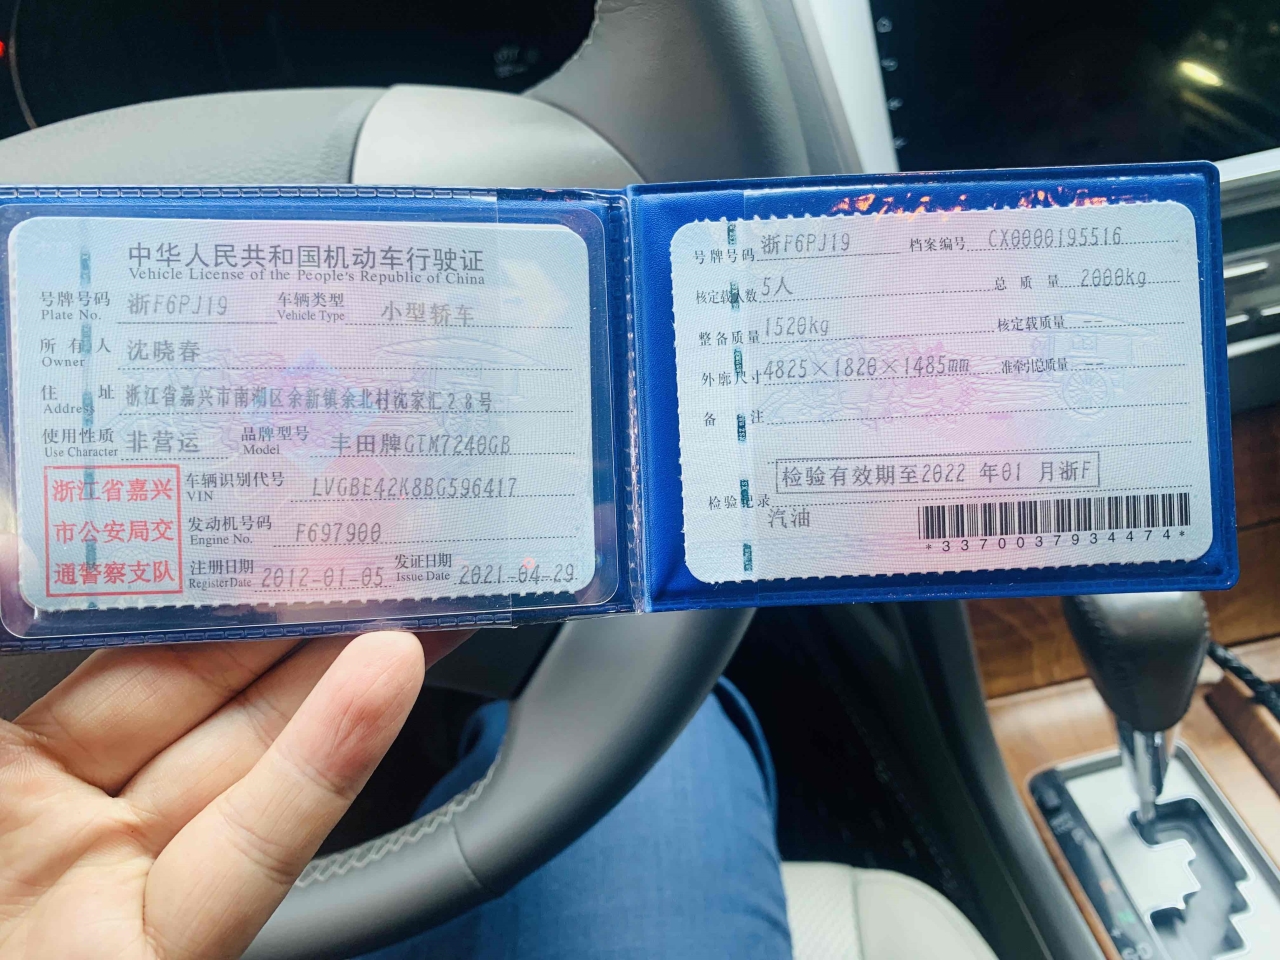 中华人民共和国机动车行驶证
Vehicle License of the People's Republic of China
号牌号码 浙F6PJ19 车辆类型 小型轿车
Plate No. Vehicle Type
所有人 沈晓春
Owner
住址 浙江省嘉兴市南湖区余新镇余北村沈家汇28号
Address
使用性质 非营运 品牌型号 丰田牌GTM7240GB
Use Character Model
浙江省嘉兴
市公安局交
通警察支队
车辆识别代号 LVGBE42K8BG596417
VIN
发动机号码 F697900
Engine No.
注册日期 2012-01-05 发证日期 2021-04-29
Register Date Issue Date
号牌号码 浙F6PJ19 档案编号 CX0000195516
核定载人数 5人 总质量 2000kg
整备质量 1520kg 核定载质量 --
外廓尺寸 4825×1820×1485mm 准牵引总质量 --
备注
检验有效期至2022 年01 月浙F
检验记录
汽油
*3370037934474*